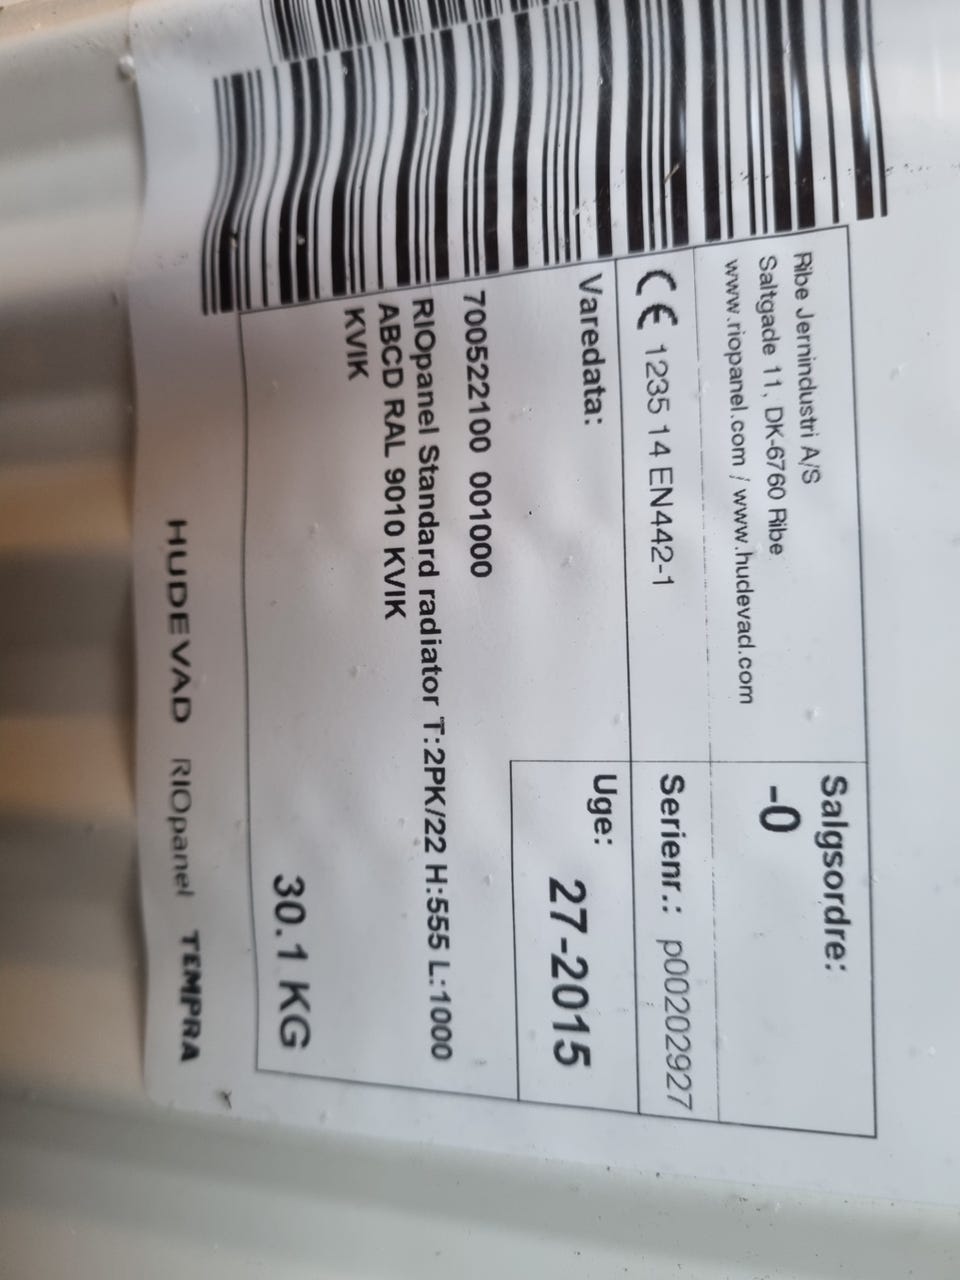 Ribe Jernindustri A/S
Saltgade 11, DK-6760 Ribe
www.riopanel.com / www.hudevad.com
Salgsordre:
-0
CE 1235 14 EN442-1
Serienr.: p00202927
Varedata:
Uge: 27-2015
700522100 001000
RIOpanel Standard radiator T:2PK/22 H:555 L:1000
ABCD RAL 9010 KVIK
KVIK
30.1 KG
HUDEVAD RIOpanel TEMPRA